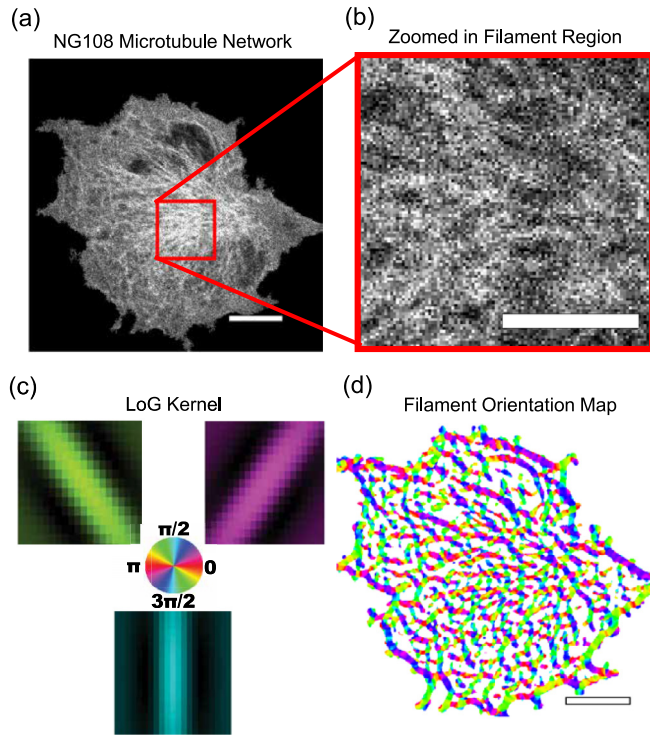 (a)
NG108 Microtubule Network
(b)
Zoomed in Filament Region
(c)
LoG Kernel
π/2
π
0
3π/2
(d)
Filament Orientation Map